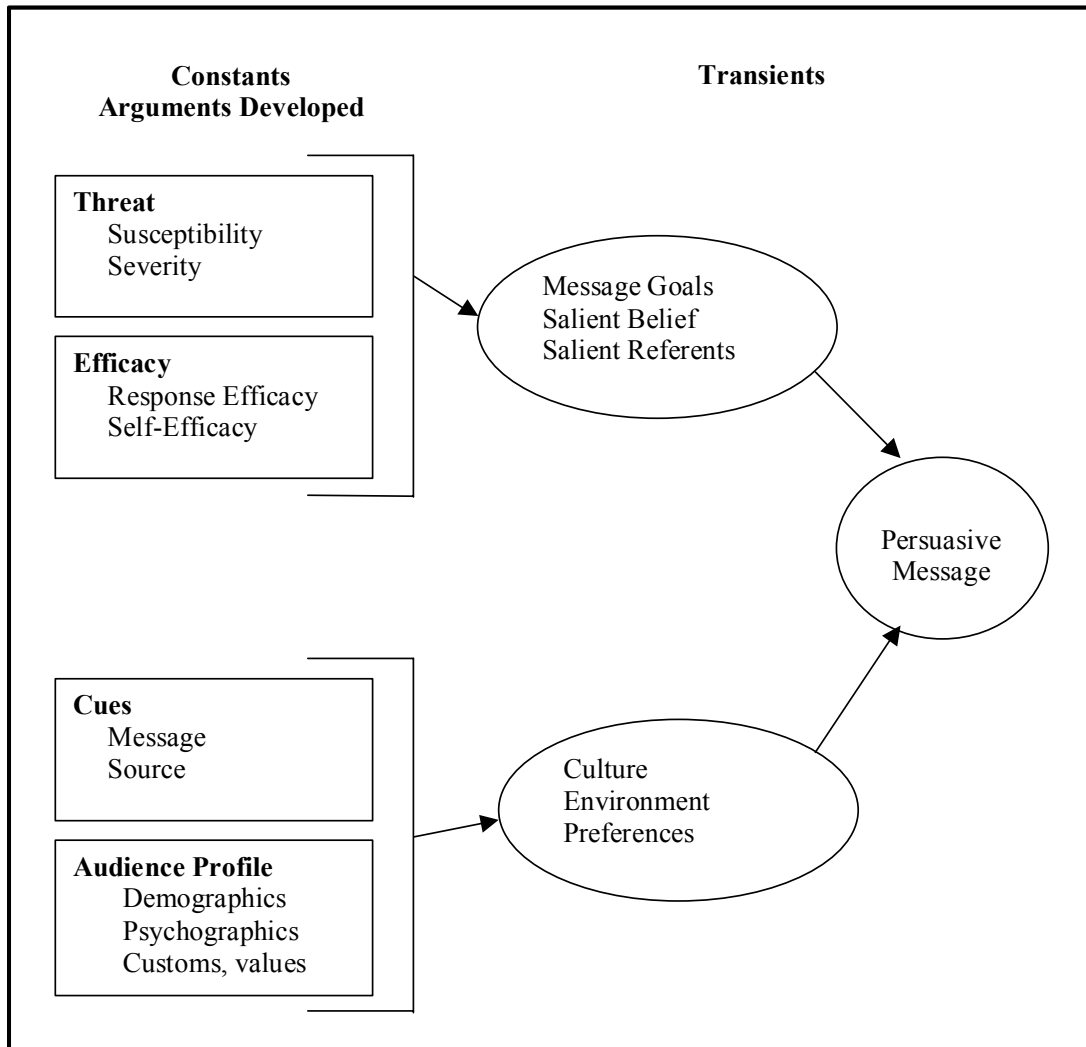 Constants
Arguments Developed
Transients
Threat
Susceptibility
Severity
Efficacy
Response Efficacy
Self-Efficacy
Message Goals
Salient Belief
Salient Referents
Persuasive
Message
Cues
Message
Source
Audience Profile
Demographics
Psychographics
Customs, values
Culture
Environment
Preferences